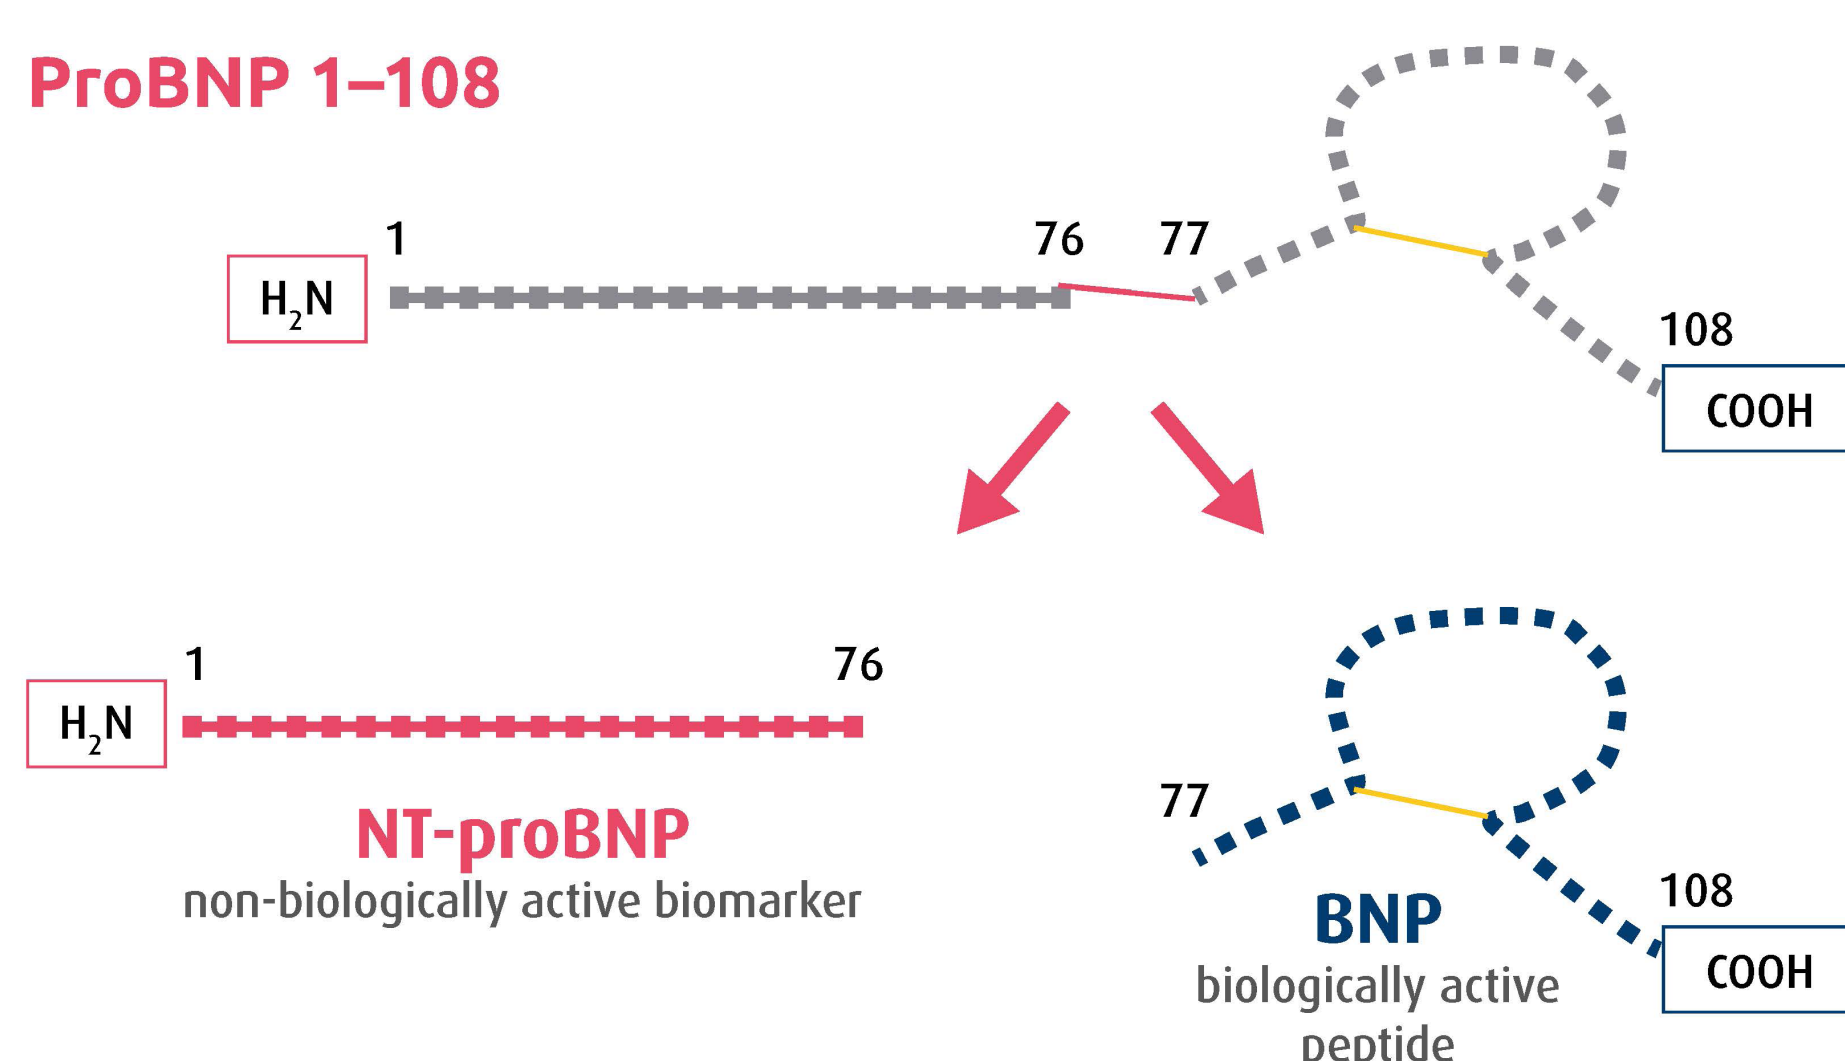 ProBNP 1–108
1
76
77
H₂N
108
COOH
1
76
H₂N
77
NT-proBNP
non-biologically active biomarker
108
BNP
COOH
biologically active
peptide